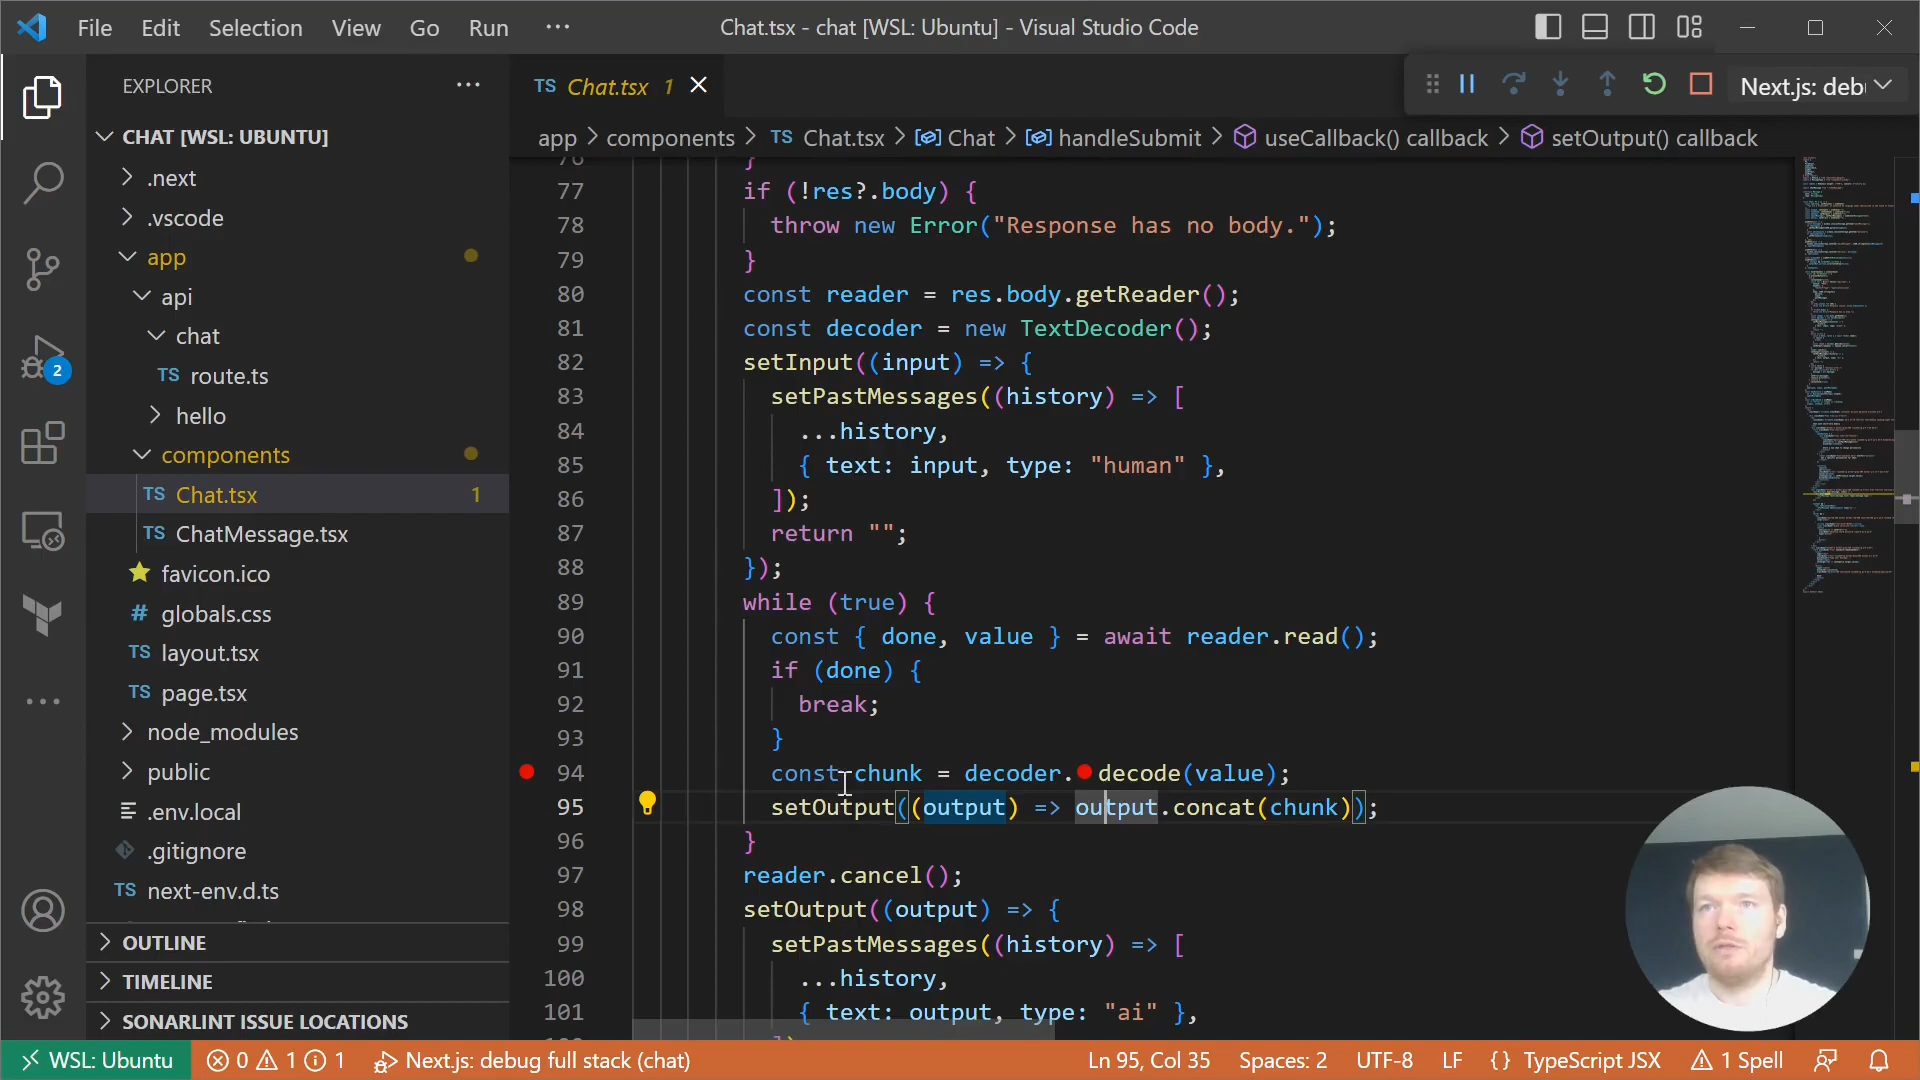 File Edit Selection View Go Run ··· Chat.tsx - chat [WSL: Ubuntu] - Visual Studio Code
EXPLORER ···
TS Chat.tsx 1
Next.js: deb
CHAT [WSL: UBUNTU]
.next
.vscode
app
api
chat
TS route.ts
hello
components
TS Chat.tsx 1
TS ChatMessage.tsx
favicon.ico
# globals.css
TS layout.tsx
TS page.tsx
node_modules
public
.env.local
.gitignore
TS next-env.d.ts
OUTLINE
TIMELINE
SONARLINT ISSUE LOCATIONS
2
app > components > TS Chat.tsx > Chat > handleSubmit > useCallback() callback > setOutput() callback
76 }
77 if (!res?.body) {
78 throw new Error("Response has no body.");
79 }
80 const reader = res.body.getReader();
81 const decoder = new TextDecoder();
82 setInput((input) => {
83 setPastMessages((history) => [
84 ...history,
85 { text: input, type: "human" },
86 ]);
87 return "";
88 });
89 while (true) {
90 const { done, value } = await reader.read();
91 if (done) {
92 break;
93 }
94 const chunk = decoder.decode(value);
95 setOutput((output) => output.concat(chunk));
96 }
97 reader.cancel();
98 setOutput((output) => {
99 setPastMessages((history) => [
100 ...history,
101 { text: output, type: "ai" },
WSL: Ubuntu 0 1 1 Next.js: debug full stack (chat) Ln 95, Col 35 Spaces: 2 UTF-8 LF {} TypeScript JSX 1 Spell